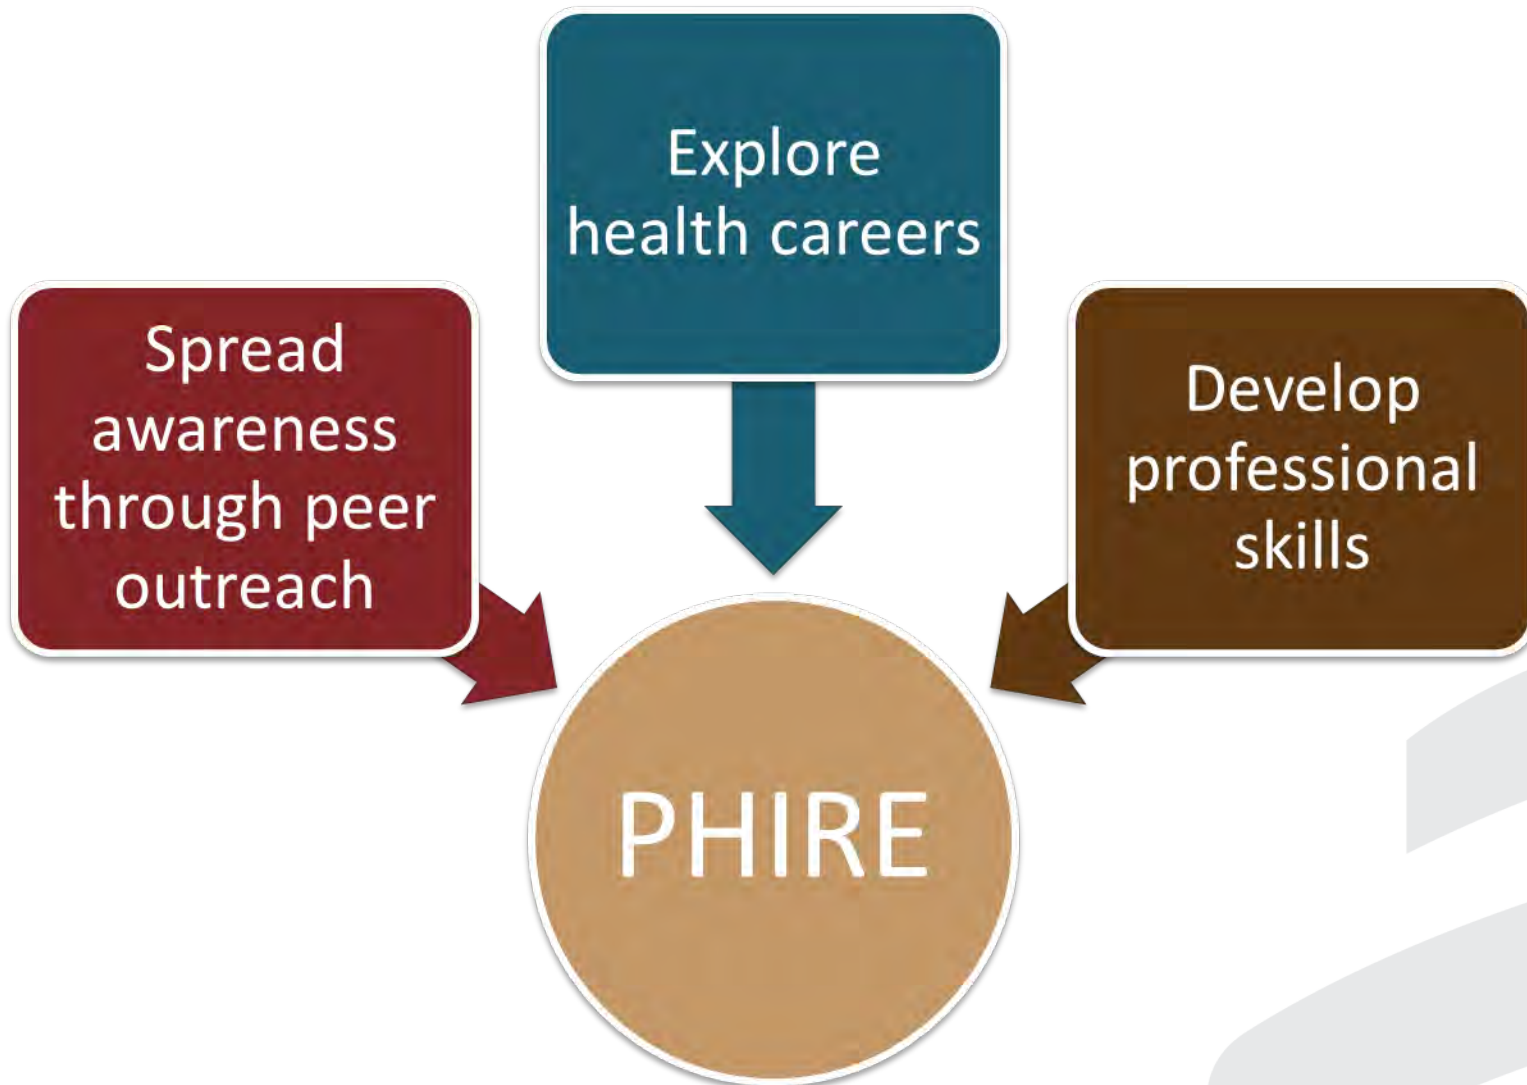 Explore
health careers
Spread
awareness
through peer
outreach
Develop
professional
skills
PHIRE